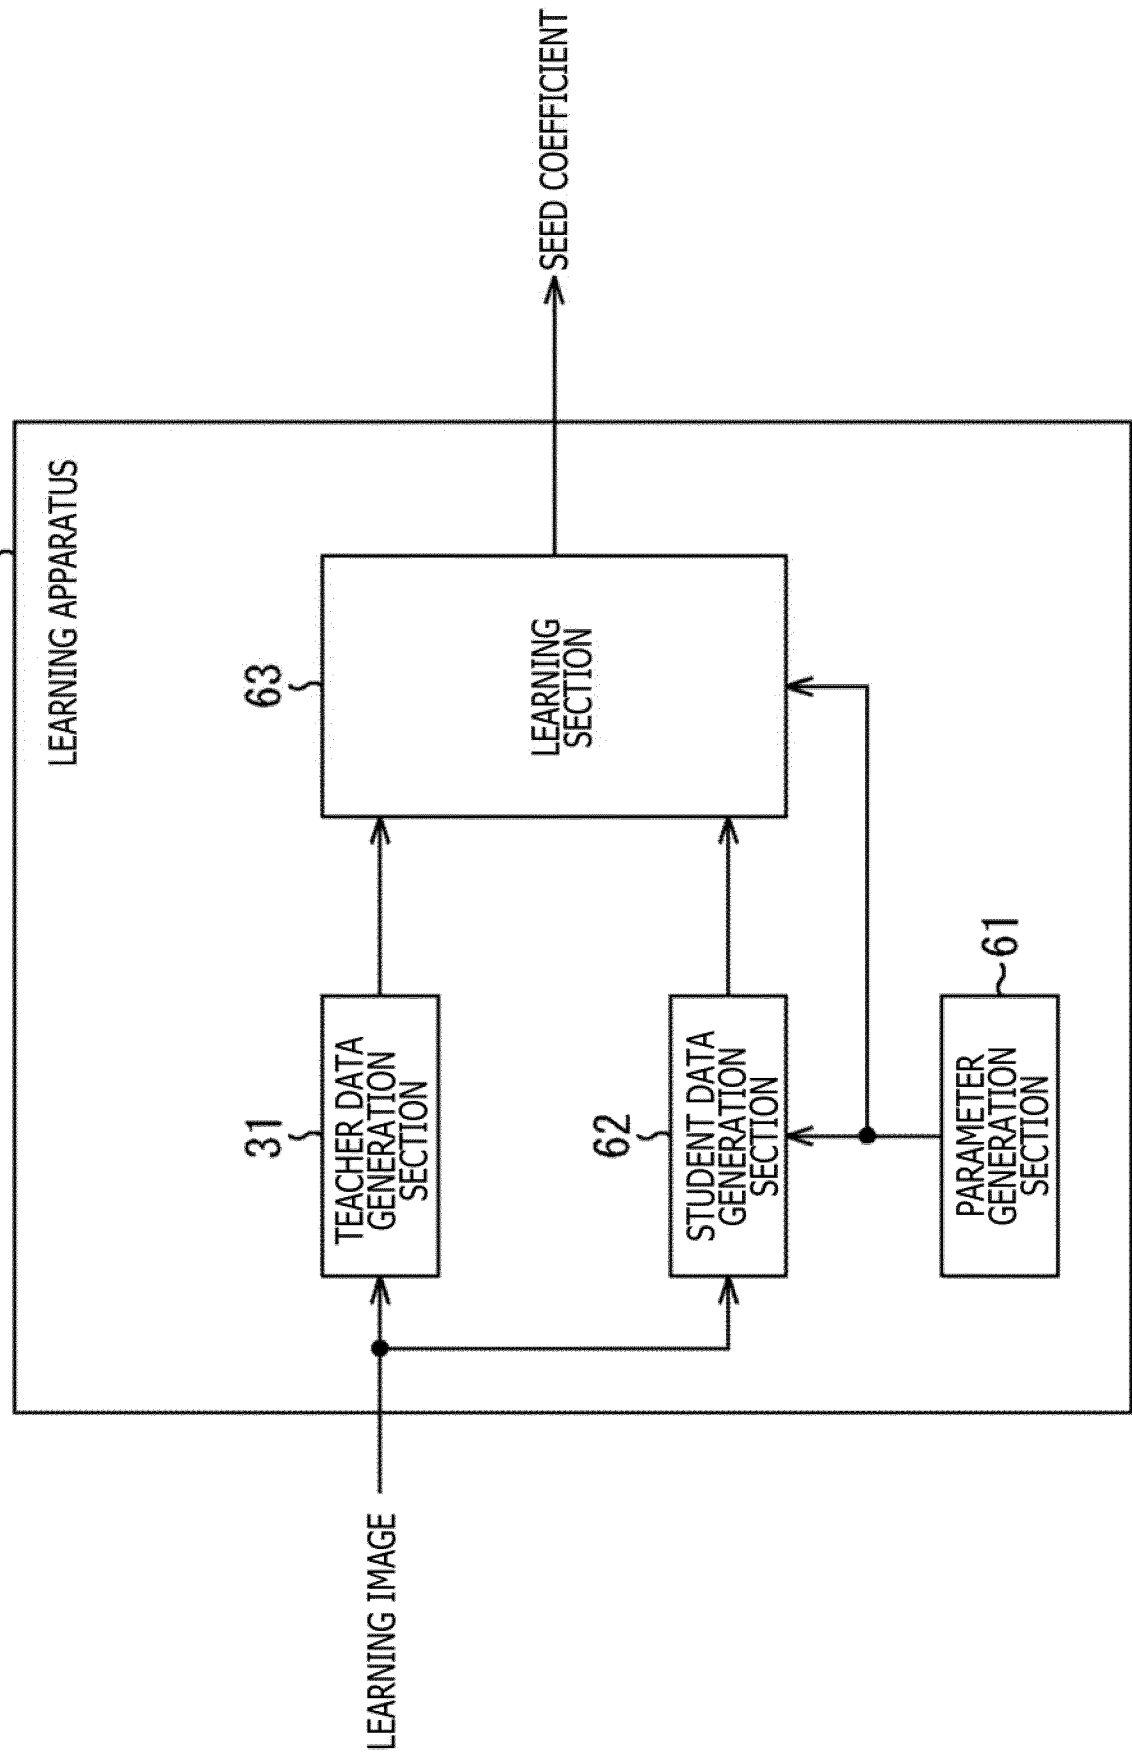 LEARNING APPARATUS
63
LEARNING
SECTION
SEED COEFFICIENT
31
TEACHER DATA
GENERATION
SECTION
LEARNING IMAGE
62
STUDENT DATA
GENERATION
SECTION
61
PARAMETER
GENERATION
SECTION